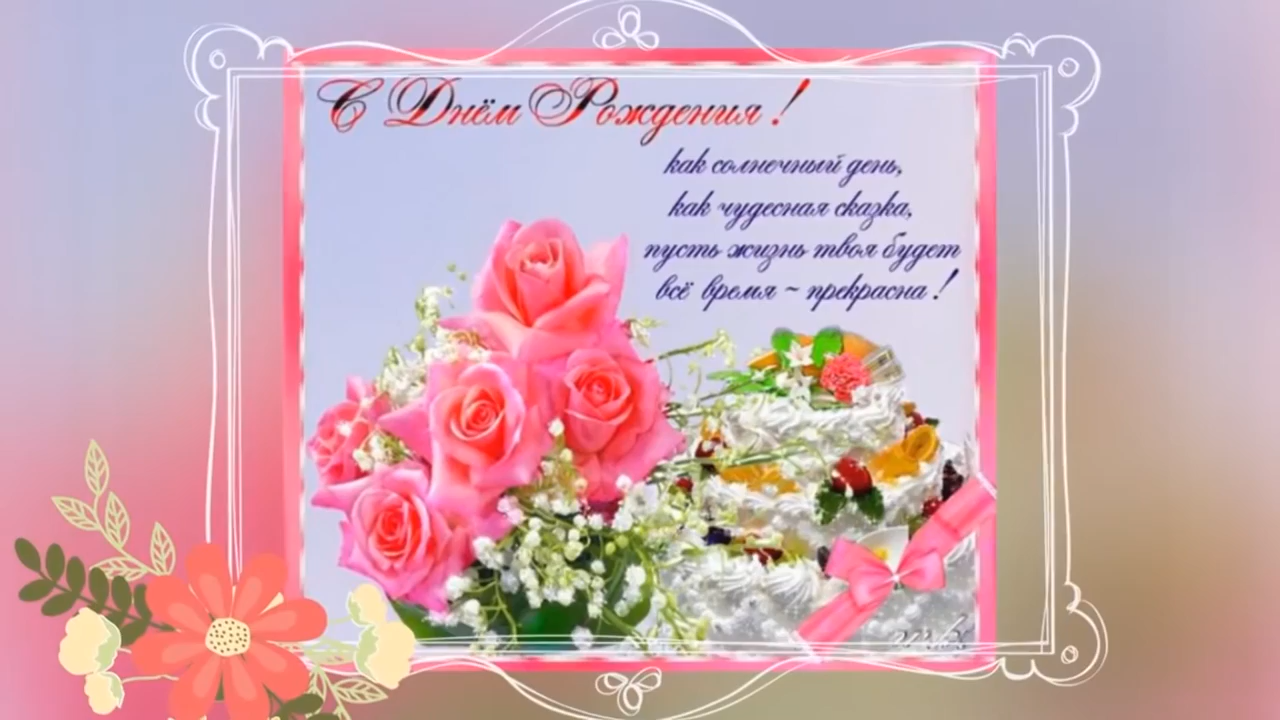 С Днём Рождения!
как солнечный день,
как чудесная сказка,
пусть жизнь твоя будет
всё время ~ прекрасна!